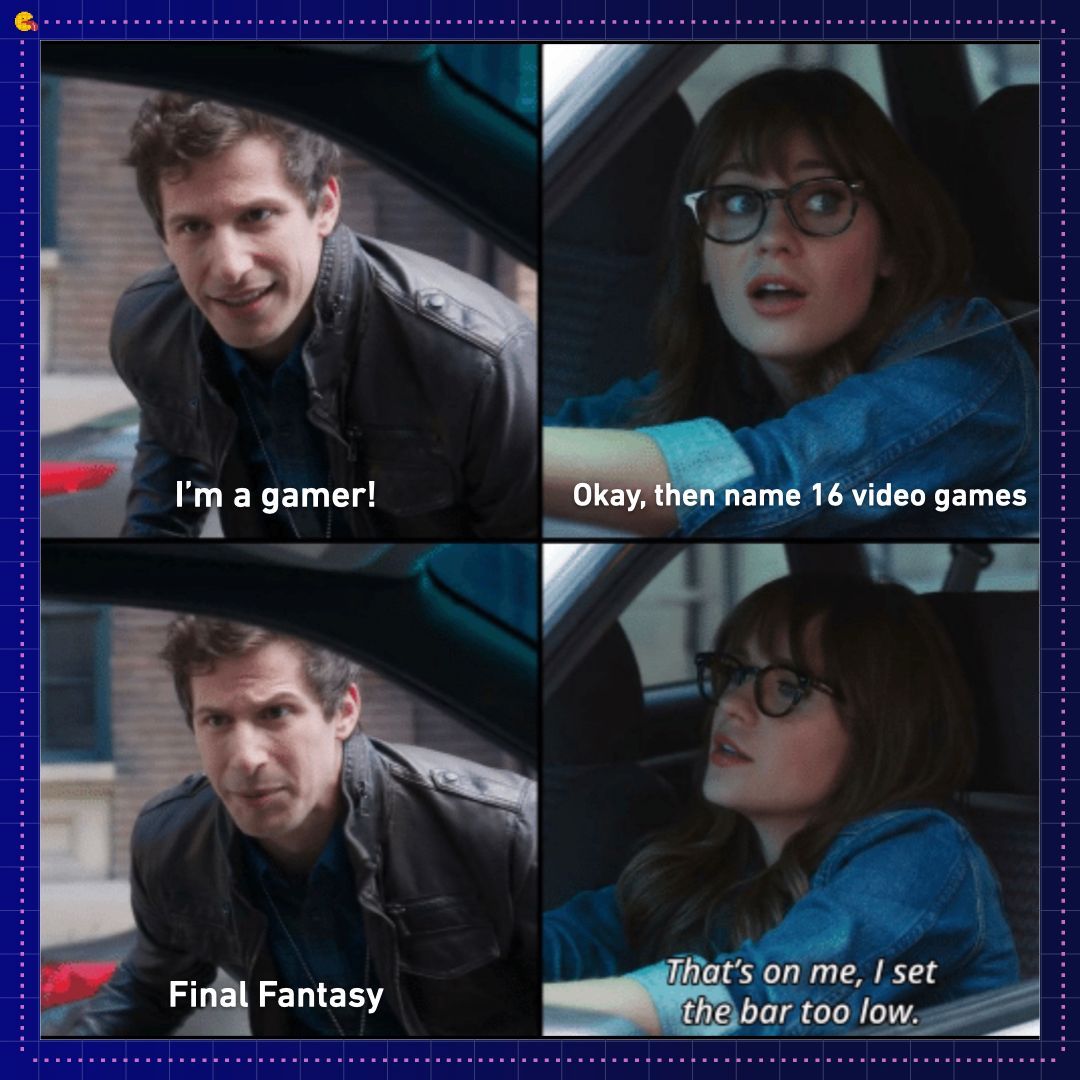 I’m a gamer!
Okay, then name 16 video games
Final Fantasy
That’s on me, I set
the bar too low.